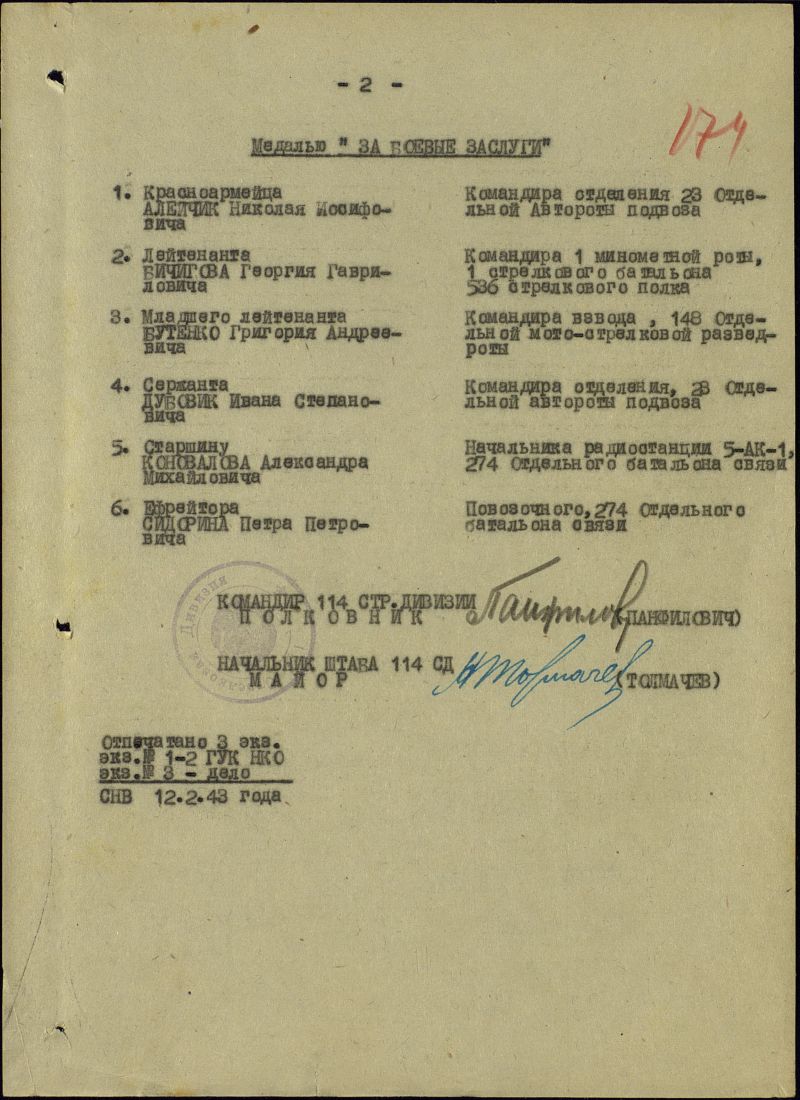 - 2 -
174
Медалью " ЗА БОЕВЫЕ ЗАСЛУГИ"
1. Красноармейца
АЛЕЙЧИК Николая Иосифо-
вича
Командира отделения 23 Отде-
льной Автороты подвоза
2. Лейтенанта
БИЧИГОВА Георгия Гаври-
ловича
Командира 1 минометной роты,
1 стрелкового батальона
536 стрелкового полка
3. Младшего лейтенанта
БУТЕНКО Григория Андрее-
вича
Командира взвода , 148 Отде-
льной мото-стрелковой развед-
роты
4. Сержанта
ДУБОВИК Ивана Степано-
вича
Командира отделения, 23 Отде-
льной автороты подвоза
5. Старшину
КОНОВАЛОВА Александра
Михайловича
Начальника радиостанции 5-АК-1,
274 Отдельного батальона связи
6. Ефрейтора
СИДОРИНА Петра Петро-
вича
Повозочного, 274 Отдельного
батальона связи
Дивизия
КОМАНДИР 114 СТР.ДИВИЗИИ
ПОЛКОВНИК
Панфилов
(ПАНФИЛОВИЧ)
НАЧАЛЬНИК ШТАБА 114 СД
МАЙОР
Толмачев
(ТОЛМАЧЕВ)
Отпечатано 3 экз.
экз.№ 1-2 ГУК НКО
экз.№ 3 - дело
СНВ 12.2.43 года